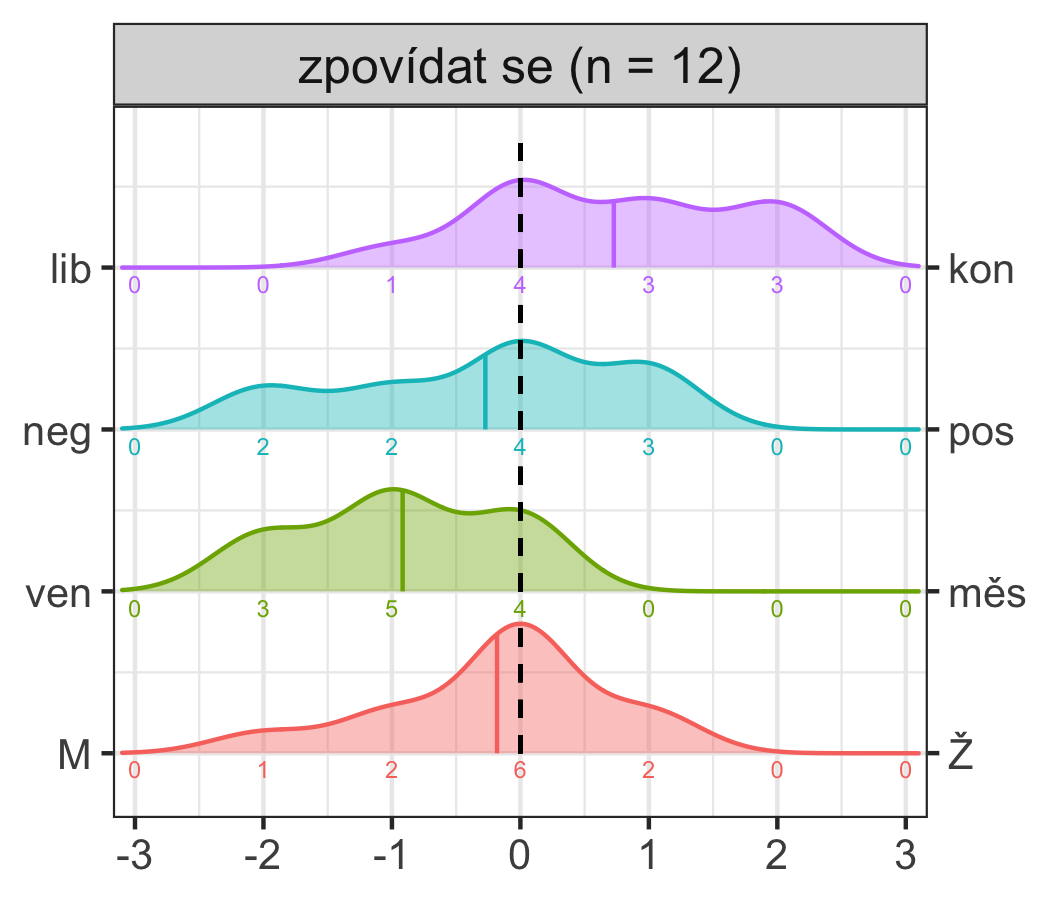 zpovídat se (n = 12)
lib kon
0 0 1 4 3 3 0
neg pos
0 2 2 4 3 0 0
ven měs
0 3 5 4 0 0 0
M Ž
0 1 2 6 2 0 0
-3 -2 -1 0 1 2 3